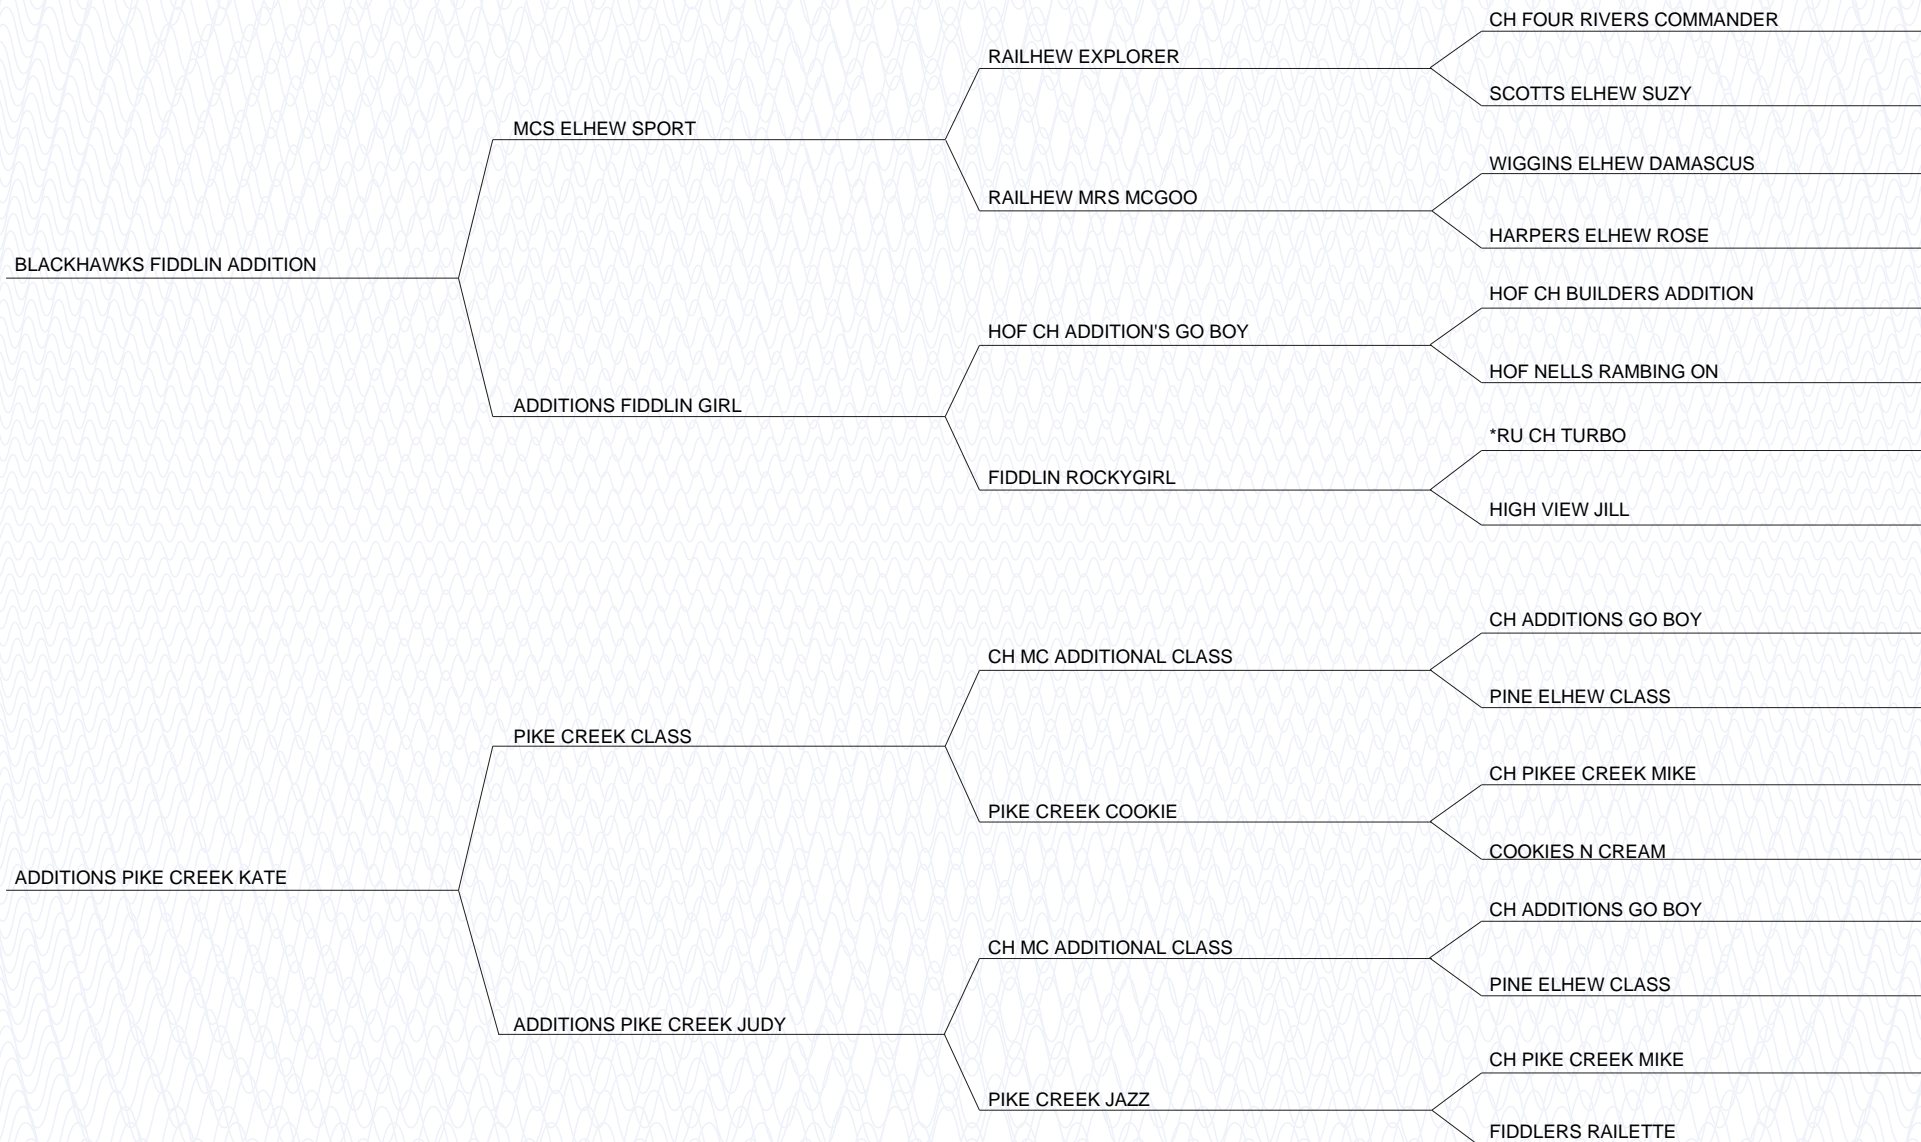 CH FOUR RIVERS COMMANDER
RAILHEW EXPLORER
SCOTTS ELHEW SUZY
MCS ELHEW SPORT
WIGGINS ELHEW DAMASCUS
RAILHEW MRS MCGOO
HARPERS ELHEW ROSE
BLACKHAWKS FIDDLIN ADDITION
HOF CH BUILDERS ADDITION
HOF CH ADDITION'S GO BOY
HOF NELLS RAMBING ON
ADDITIONS FIDDLIN GIRL
*RU CH TURBO
FIDDLIN ROCKYGIRL
HIGH VIEW JILL
CH ADDITIONS GO BOY
CH MC ADDITIONAL CLASS
PINE ELHEW CLASS
PIKE CREEK CLASS
CH PIKEE CREEK MIKE
PIKE CREEK COOKIE
COOKIES N CREAM
ADDITIONS PIKE CREEK KATE
CH ADDITIONS GO BOY
CH MC ADDITIONAL CLASS
PINE ELHEW CLASS
ADDITIONS PIKE CREEK JUDY
CH PIKE CREEK MIKE
PIKE CREEK JAZZ
FIDDLERS RAILETTE